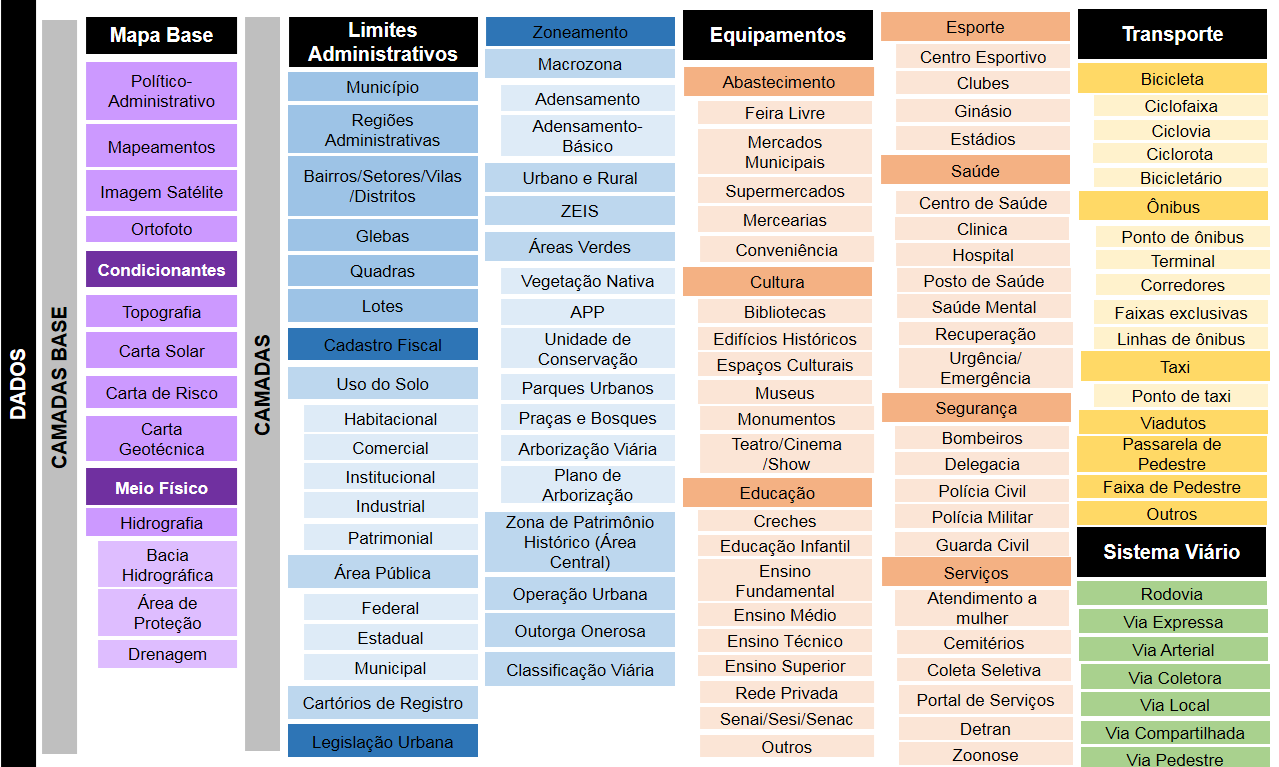 DADOS
CAMADAS BASE
Mapa Base
Político-
Administrativo
Mapeamentos
Imagem Satélite
Ortofoto
Condicionantes
Topografia
Carta Solar
Carta de Risco
Carta
Geotécnica
Meio Físico
Hidrografia
Bacia
Hidrográfica
Área de
Proteção
Drenagem
CAMADAS
Limites
Administrativos
Município
Regiões
Administrativas
Bairros/Setores/Vilas
/Distritos
Glebas
Quadras
Lotes
Cadastro Fiscal
Uso do Solo
Habitacional
Comercial
Institucional
Industrial
Patrimonial
Área Pública
Federal
Estadual
Municipal
Cartórios de Registro
Legislação Urbana
Zoneamento
Macrozona
Adensamento
Adensamento-
Básico
Urbano e Rural
ZEIS
Áreas Verdes
Vegetação Nativa
APP
Unidade de
Conservação
Parques Urbanos
Praças e Bosques
Arborização Viária
Plano de
Arborização
Zona de Patrimônio
Histórico (Área
Central)
Operação Urbana
Outorga Onerosa
Classificação Viária
Equipamentos
Abastecimento
Feira Livre
Mercados
Municipais
Supermercados
Mercearias
Conveniência
Cultura
Bibliotecas
Edifícios Históricos
Espaços Culturais
Museus
Monumentos
Teatro/Cinema
/Show
Educação
Creches
Educação Infantil
Ensino
Fundamental
Ensino Médio
Ensino Técnico
Ensino Superior
Rede Privada
Senai/Sesi/Senac
Outros
Esporte
Centro Esportivo
Clubes
Ginásio
Estádios
Saúde
Centro de Saúde
Clinica
Hospital
Posto de Saúde
Saúde Mental
Recuperação
Urgência/
Emergência
Segurança
Bombeiros
Delegacia
Polícia Civil
Polícia Militar
Guarda Civil
Serviços
Atendimento a
mulher
Cemitérios
Coleta Seletiva
Portal de Serviços
Detran
Zoonose
Transporte
Bicicleta
Ciclofaixa
Ciclovia
Ciclorota
Bicicletário
Ônibus
Ponto de ônibus
Terminal
Corredores
Faixas exclusivas
Linhas de ônibus
Taxi
Ponto de taxi
Viadutos
Passarela de
Pedestre
Faixa de Pedestre
Outros
Sistema Viário
Rodovia
Via Expressa
Via Arterial
Via Coletora
Via Local
Via Compartilhada
Via Pedestre